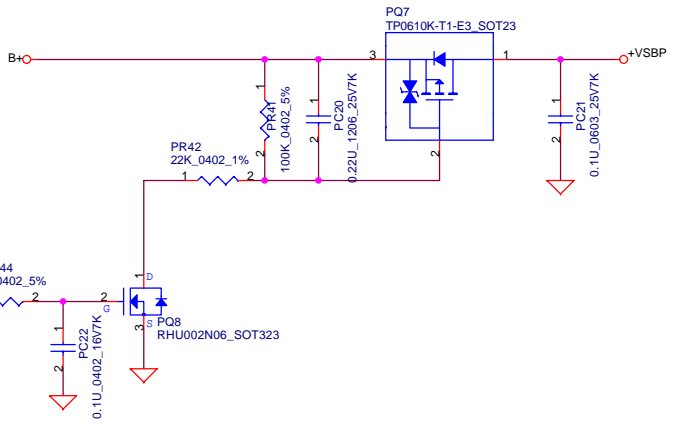 PQ7
TP0610K-T1-E3_SOT23
B+
3
1
+VSBP
1
PR41
2
100K_0402_5%
1
PC20
2
0.22U_1206_25V7K
2
1
PC21
2
0.1U_0603_25V7K
PR42
22K_0402_1%
1
2
1
D
44
0402_5%
2
2
G
S
3
PQ8
RHU002N06_SOT323
1
PC22
2
0.1U_0402_16V7K